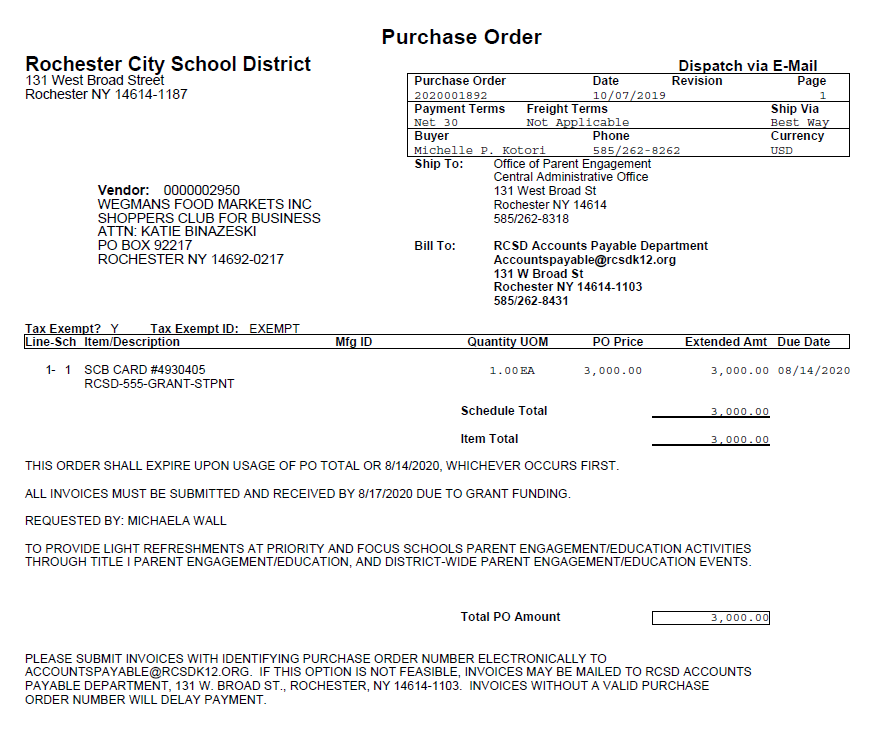 Purchase Order
Rochester City School District
131 West Broad Street
Rochester NY 14614-1187
Dispatch via E-Mail
Purchase Order Date Revision Page
2020001892 10/07/2019 1
Payment Terms Freight Terms Ship Via
Net 30 Not Applicable Best Way
Buyer Phone Currency
Michelle P. Kotori 585/262-8262 USD
Ship To: Office of Parent Engagement
Central Administrative Office
131 West Broad St
Rochester NY 14614
585/262-8318
Vendor: 0000002950
WEGMANS FOOD MARKETS INC
SHOPPERS CLUB FOR BUSINESS
ATTN: KATIE BINAZESKI
PO BOX 92217
ROCHESTER NY 14692-0217
Bill To: RCSD Accounts Payable Department
Accountspayable@rcsdk12.org
131 W Broad St
Rochester NY 14614-1103
585/262-8431
Tax Exempt? Y Tax Exempt ID: EXEMPT
Line-Sch Item/Description Mfg ID Quantity UOM PO Price Extended Amt Due Date
1- 1 SCB CARD #4930405 1.00 EA 3,000.00 3,000.00 08/14/2020
RCSD-555-GRANT-STPNT
Schedule Total 3,000.00
Item Total 3,000.00
THIS ORDER SHALL EXPIRE UPON USAGE OF PO TOTAL OR 8/14/2020, WHICHEVER OCCURS FIRST.
ALL INVOICES MUST BE SUBMITTED AND RECEIVED BY 8/17/2020 DUE TO GRANT FUNDING.
REQUESTED BY: MICHAELA WALL
TO PROVIDE LIGHT REFRESHMENTS AT PRIORITY AND FOCUS SCHOOLS PARENT ENGAGEMENT/EDUCATION ACTIVITIES
THROUGH TITLE I PARENT ENGAGEMENT/EDUCATION, AND DISTRICT-WIDE PARENT ENGAGEMENT/EDUCATION EVENTS.
Total PO Amount 3,000.00
PLEASE SUBMIT INVOICES WITH IDENTIFYING PURCHASE ORDER NUMBER ELECTRONICALLY TO
ACCOUNTSPAYABLE@RCSDK12.ORG. IF THIS OPTION IS NOT FEASIBLE, INVOICES MAY BE MAILED TO RCSD ACCOUNTS
PAYABLE DEPARTMENT, 131 W. BROAD ST., ROCHESTER, NY 14614-1103. INVOICES WITHOUT A VALID PURCHASE
ORDER NUMBER WILL DELAY PAYMENT.